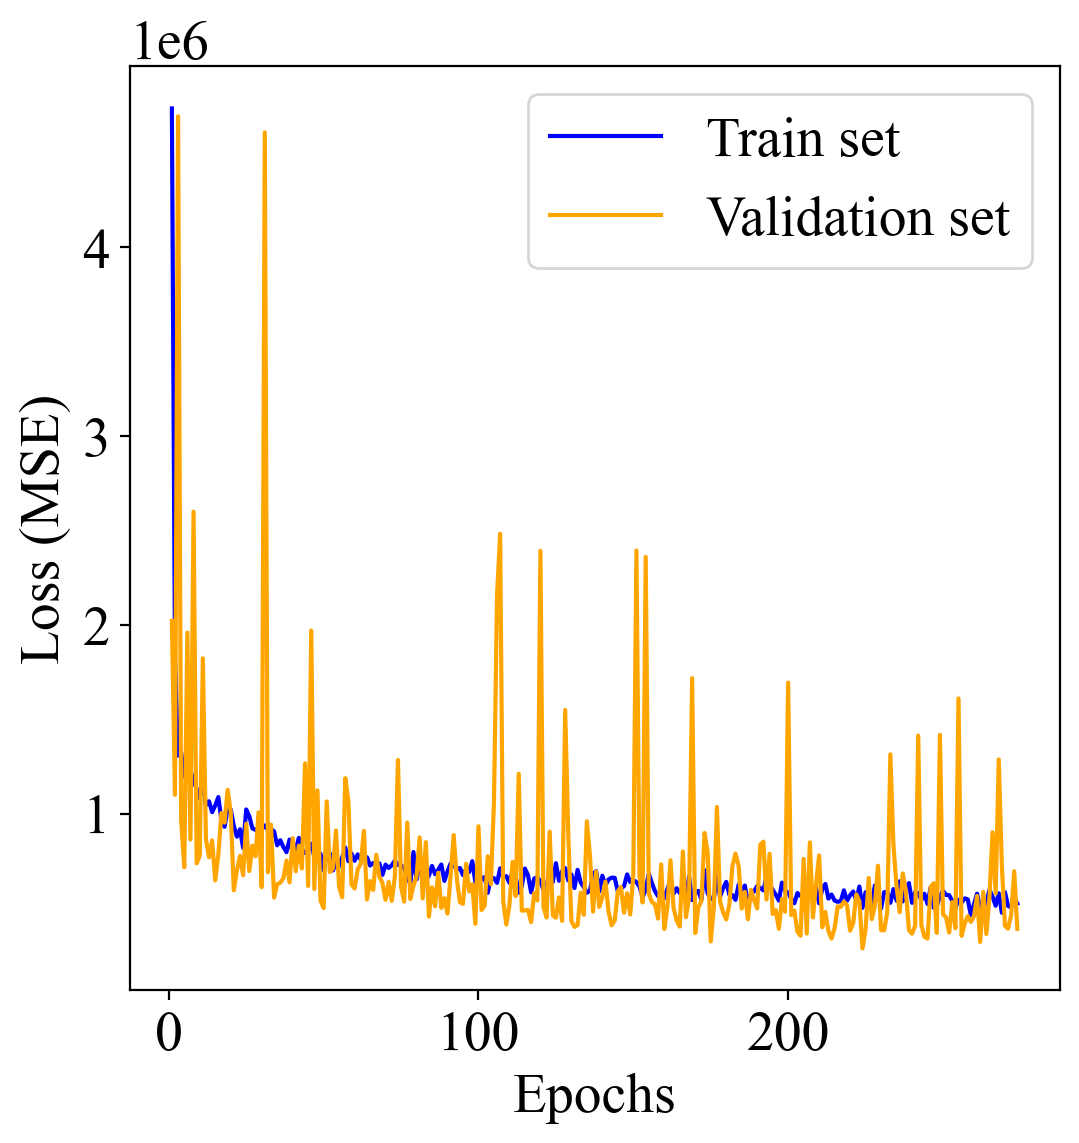 1e6
Train set
Validation set
4
3
2
1
Loss (MSE)
0 100 200
Epochs